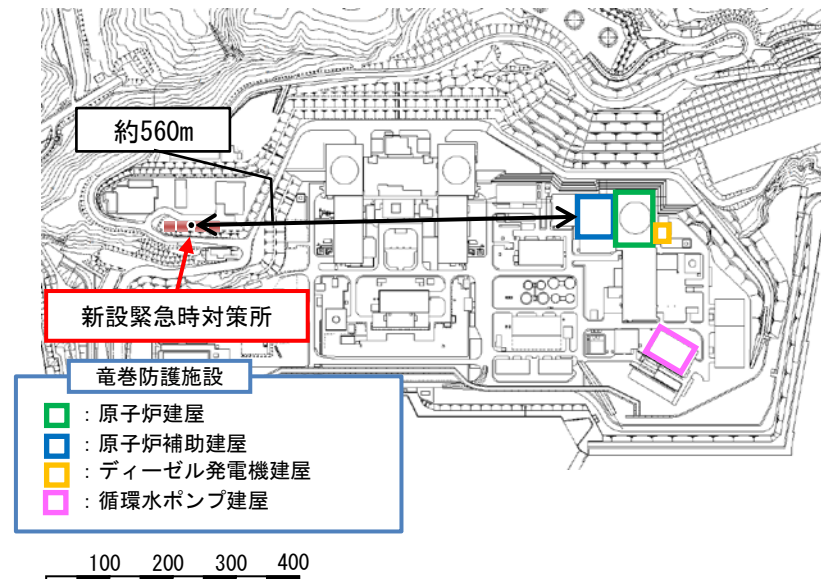 約560m
新設緊急時対策所
竜巻防護施設
：原子炉建屋
：原子炉補助建屋
：ディーゼル発電機建屋
：循環水ポンプ建屋
100 200 300 400